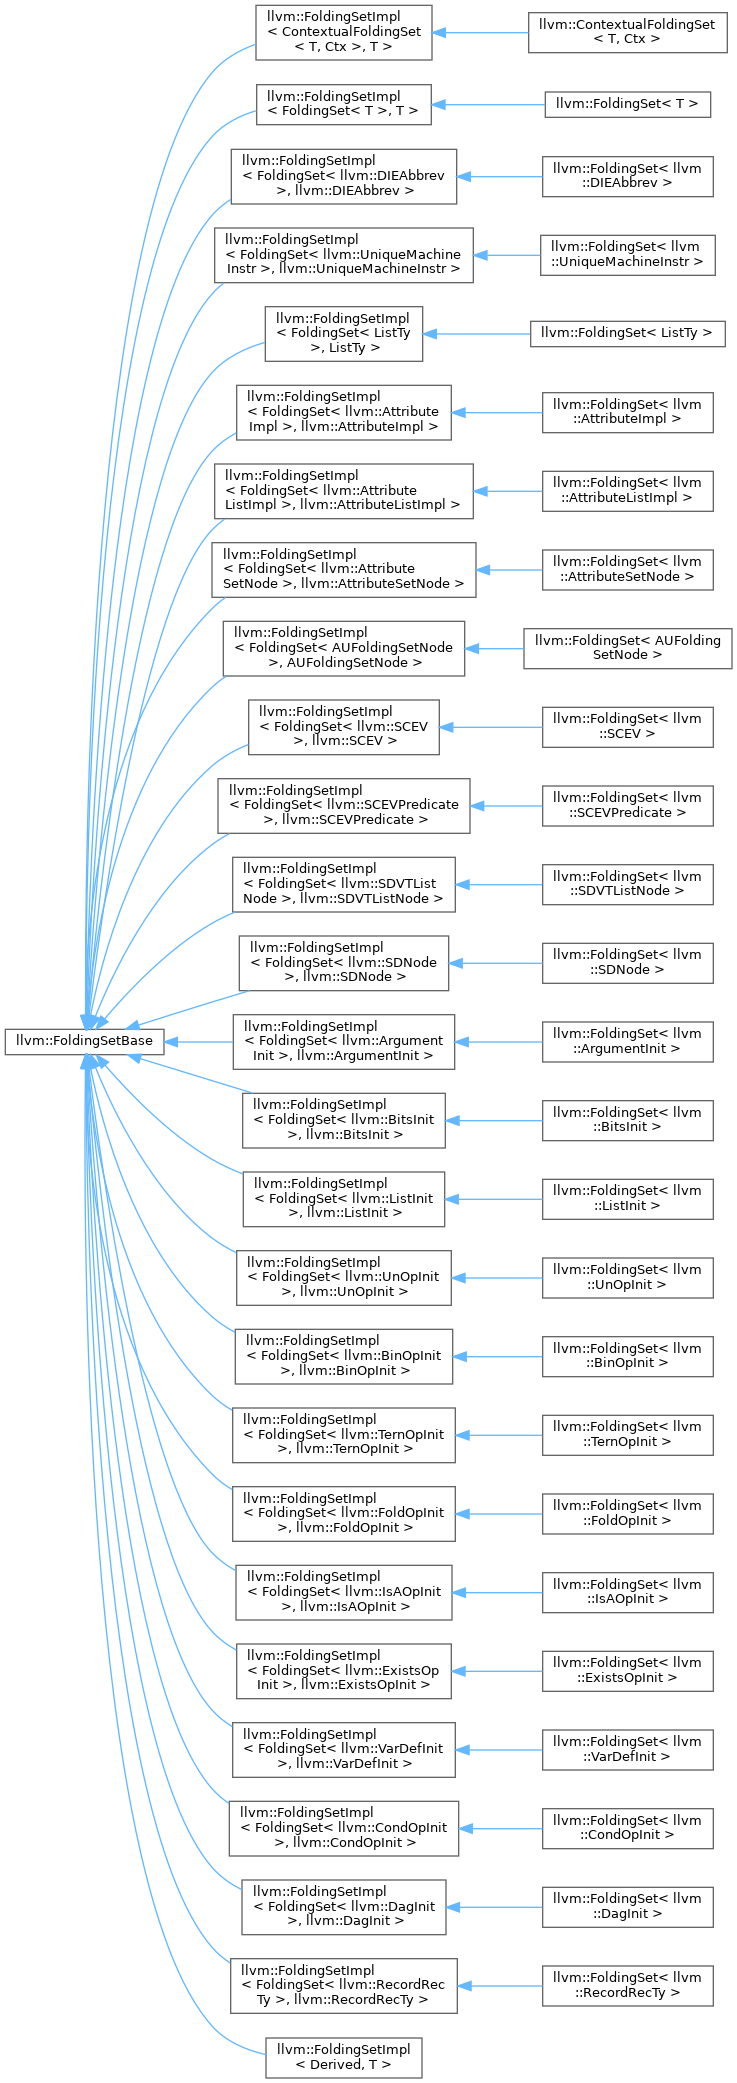 llvm::FoldingSetImpl
< ContextualFoldingSet
< T, Ctx >, T >
llvm::ContextualFoldingSet
< T, Ctx >
llvm::FoldingSetImpl
< FoldingSet< T >, T >
llvm::FoldingSet< T >
llvm::FoldingSetImpl
< FoldingSet< llvm::DIEAbbrev
>, llvm::DIEAbbrev >
llvm::FoldingSet< llvm
::DIEAbbrev >
llvm::FoldingSetImpl
< FoldingSet< llvm::UniqueMachine
Instr >, llvm::UniqueMachineInstr >
llvm::FoldingSet< llvm
::UniqueMachineInstr >
llvm::FoldingSetImpl
< FoldingSet< ListTy
>, ListTy >
llvm::FoldingSet< ListTy >
llvm::FoldingSetImpl
< FoldingSet< llvm::Attribute
Impl >, llvm::AttributeImpl >
llvm::FoldingSet< llvm
::AttributeImpl >
llvm::FoldingSetImpl
< FoldingSet< llvm::Attribute
ListImpl >, llvm::AttributeListImpl >
llvm::FoldingSet< llvm
::AttributeListImpl >
llvm::FoldingSetImpl
< FoldingSet< llvm::Attribute
SetNode >, llvm::AttributeSetNode >
llvm::FoldingSet< llvm
::AttributeSetNode >
llvm::FoldingSetImpl
< FoldingSet< AUFoldingSetNode
>, AUFoldingSetNode >
llvm::FoldingSet< AUFolding
SetNode >
llvm::FoldingSetImpl
< FoldingSet< llvm::SCEV
>, llvm::SCEV >
llvm::FoldingSet< llvm
::SCEV >
llvm::FoldingSetImpl
< FoldingSet< llvm::SCEVPredicate
>, llvm::SCEVPredicate >
llvm::FoldingSet< llvm
::SCEVPredicate >
llvm::FoldingSetImpl
< FoldingSet< llvm::SDVTList
Node >, llvm::SDVTListNode >
llvm::FoldingSet< llvm
::SDVTListNode >
llvm::FoldingSetImpl
< FoldingSet< llvm::SDNode
>, llvm::SDNode >
llvm::FoldingSet< llvm
::SDNode >
llvm::FoldingSetBase
llvm::FoldingSetImpl
< FoldingSet< llvm::Argument
Init >, llvm::ArgumentInit >
llvm::FoldingSet< llvm
::ArgumentInit >
llvm::FoldingSetImpl
< FoldingSet< llvm::BitsInit
>, llvm::BitsInit >
llvm::FoldingSet< llvm
::BitsInit >
llvm::FoldingSetImpl
< FoldingSet< llvm::ListInit
>, llvm::ListInit >
llvm::FoldingSet< llvm
::ListInit >
llvm::FoldingSetImpl
< FoldingSet< llvm::UnOpInit
>, llvm::UnOpInit >
llvm::FoldingSet< llvm
::UnOpInit >
llvm::FoldingSetImpl
< FoldingSet< llvm::BinOpInit
>, llvm::BinOpInit >
llvm::FoldingSet< llvm
::BinOpInit >
llvm::FoldingSetImpl
< FoldingSet< llvm::TernOpInit
>, llvm::TernOpInit >
llvm::FoldingSet< llvm
::TernOpInit >
llvm::FoldingSetImpl
< FoldingSet< llvm::FoldOpInit
>, llvm::FoldOpInit >
llvm::FoldingSet< llvm
::FoldOpInit >
llvm::FoldingSetImpl
< FoldingSet< llvm::IsAOpInit
>, llvm::IsAOpInit >
llvm::FoldingSet< llvm
::IsAOpInit >
llvm::FoldingSetImpl
< FoldingSet< llvm::ExistsOp
Init >, llvm::ExistsOpInit >
llvm::FoldingSet< llvm
::ExistsOpInit >
llvm::FoldingSetImpl
< FoldingSet< llvm::VarDefInit
>, llvm::VarDefInit >
llvm::FoldingSet< llvm
::VarDefInit >
llvm::FoldingSetImpl
< FoldingSet< llvm::CondOpInit
>, llvm::CondOpInit >
llvm::FoldingSet< llvm
::CondOpInit >
llvm::FoldingSetImpl
< FoldingSet< llvm::DagInit
>, llvm::DagInit >
llvm::FoldingSet< llvm
::DagInit >
llvm::FoldingSetImpl
< FoldingSet< llvm::RecordRec
Ty >, llvm::RecordRecTy >
llvm::FoldingSet< llvm
::RecordRecTy >
llvm::FoldingSetImpl
< Derived, T >